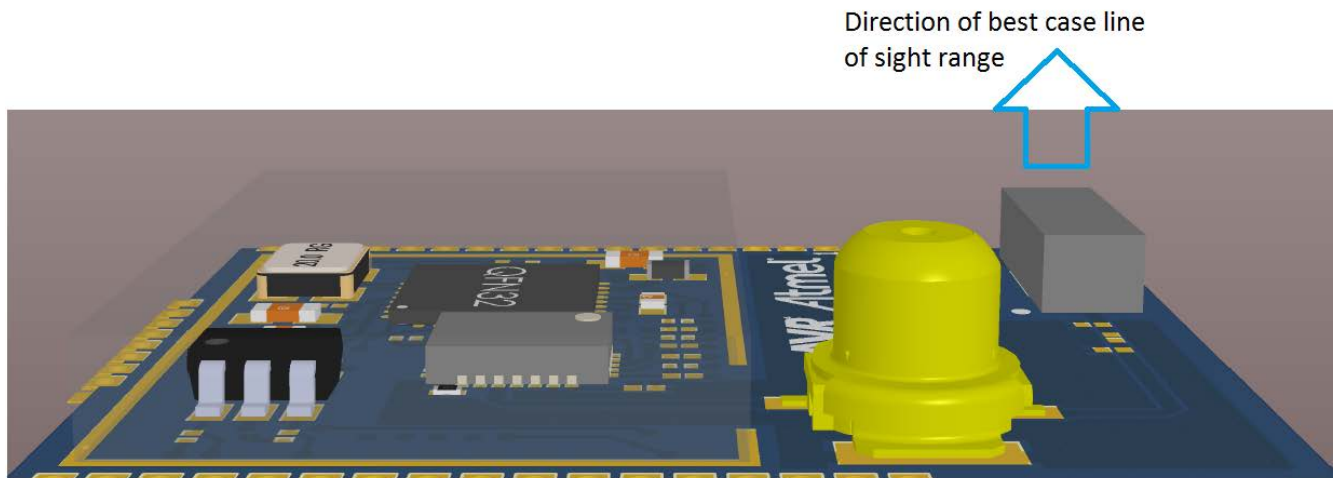 Direction of best case line
of sight range
20.0 RG
QFN32
AVR Atmel